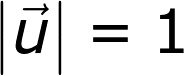 |u⃗| = 1